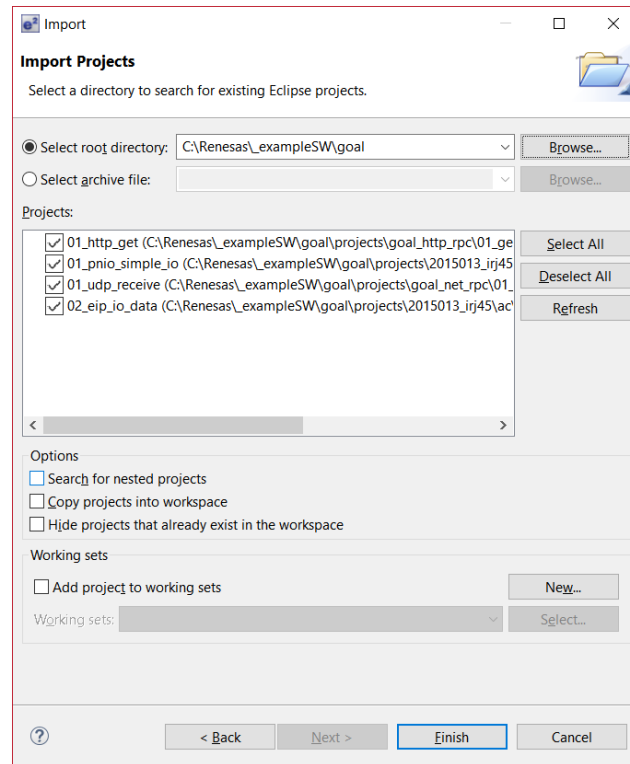 e² Import
Import Projects
Select a directory to search for existing Eclipse projects.
Select root directory: C:\Renesas\_exampleSW\goal Browse...
Select archive file: Browse...
Projects:
01_http_get (C:\Renesas\_exampleSW\goal\projects\goal_http_rpc\01_ge Select All
01_pnio_simple_io (C:\Renesas\_exampleSW\goal\projects\2015013_irj45
01_udp_receive (C:\Renesas\_exampleSW\goal\projects\goal_net_rpc\01_ Deselect All
02_eip_io_data (C:\Renesas\_exampleSW\goal\projects\2015013_irj45\ac\ Refresh
Options
Search for nested projects
Copy projects into workspace
Hide projects that already exist in the workspace
Working sets
Add project to working sets New...
Working sets: Select...
? < Back Next > Finish Cancel